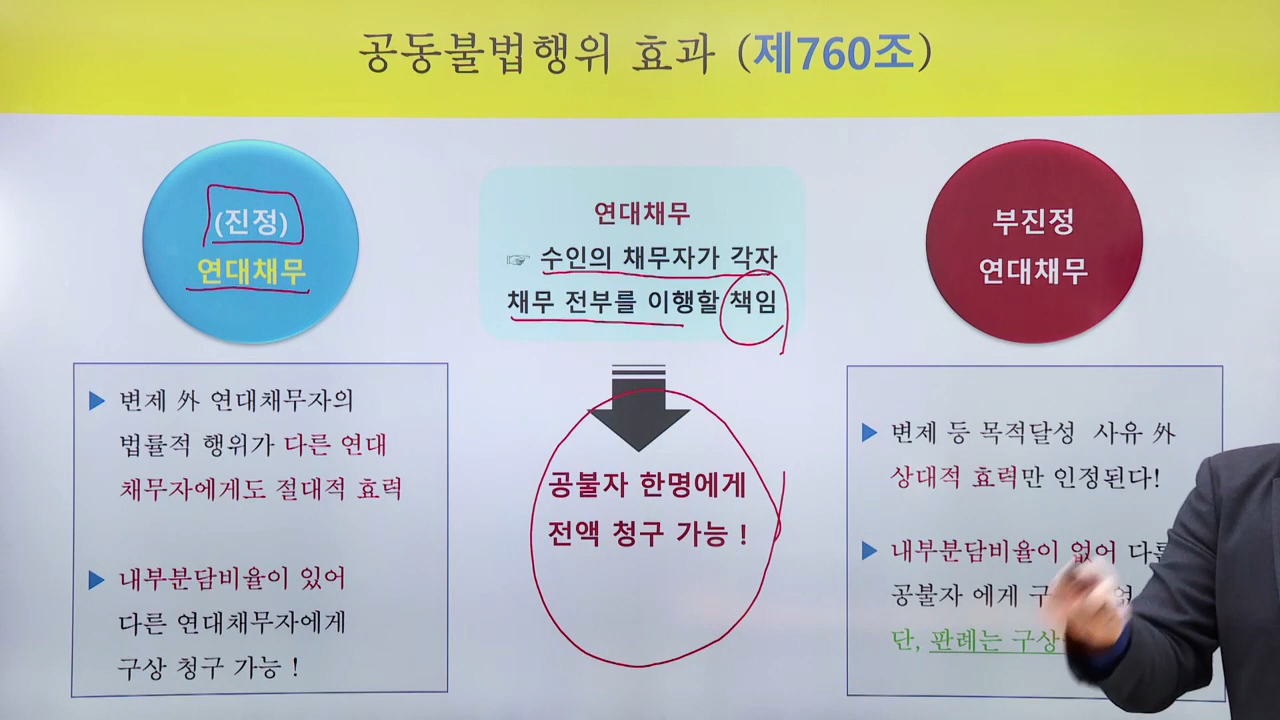 공동불법행위 효과 (제760조)
(진정)
연대채무
연대채무
☞ 수인의 채무자가 각자
채무 전부를 이행할 책임
부진정
연대채무
▶ 변제 外 연대채무자의
법률적 행위가 다른 연대
채무자에게도 절대적 효력
▶ 내부분담비율이 있어
다른 연대채무자에게
구상 청구 가능 !
공불자 한명에게
전액 청구 가능 !
▶ 변제 등 목적달성 사유 外
상대적 효력만 인정된다!
▶ 내부분담비율이 없어
공불자 에게
단, 판례는 구상